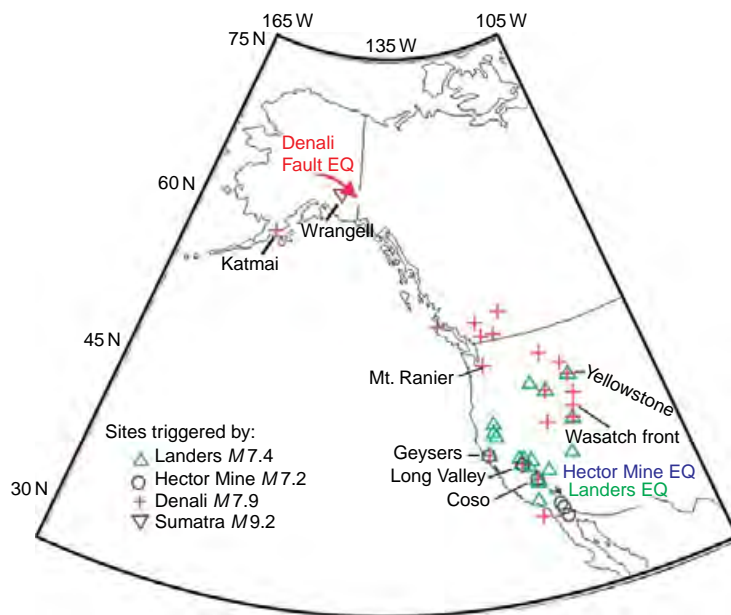 165 W
105 W
75 N
135 W
Denali
Fault EQ
60 N
Wrangell
Katmai
45 N
Mt. Ranier
Yellowstone
Wasatch front
Sites triggered by:
Landers M7.4
Hector Mine M7.2
Denali M7.9
Sumatra M9.2
Geysers
Long Valley
Coso
Hector Mine EQ
Landers EQ
30 N